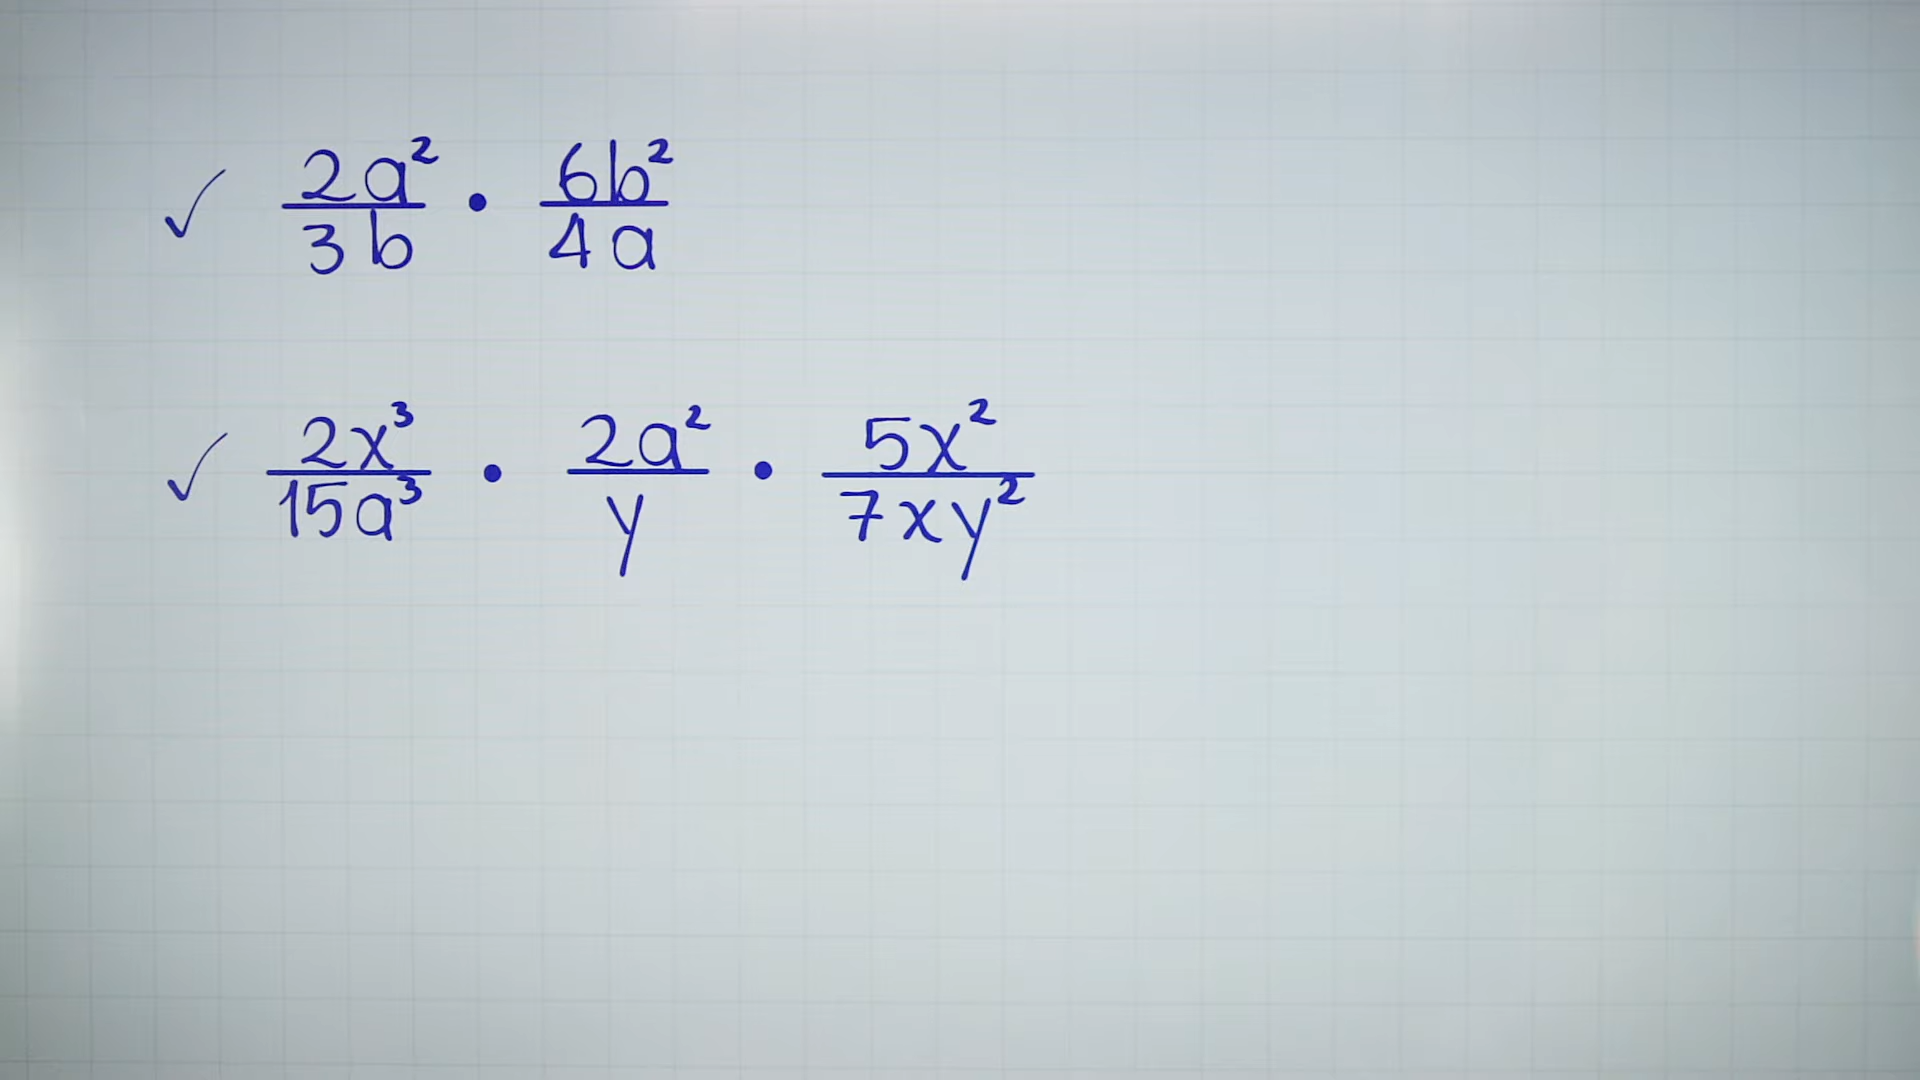 ✓ 2a²/3b · 6b²/4a
✓ 2x³/15a³ · 2a²/y · 5x²/7xy²